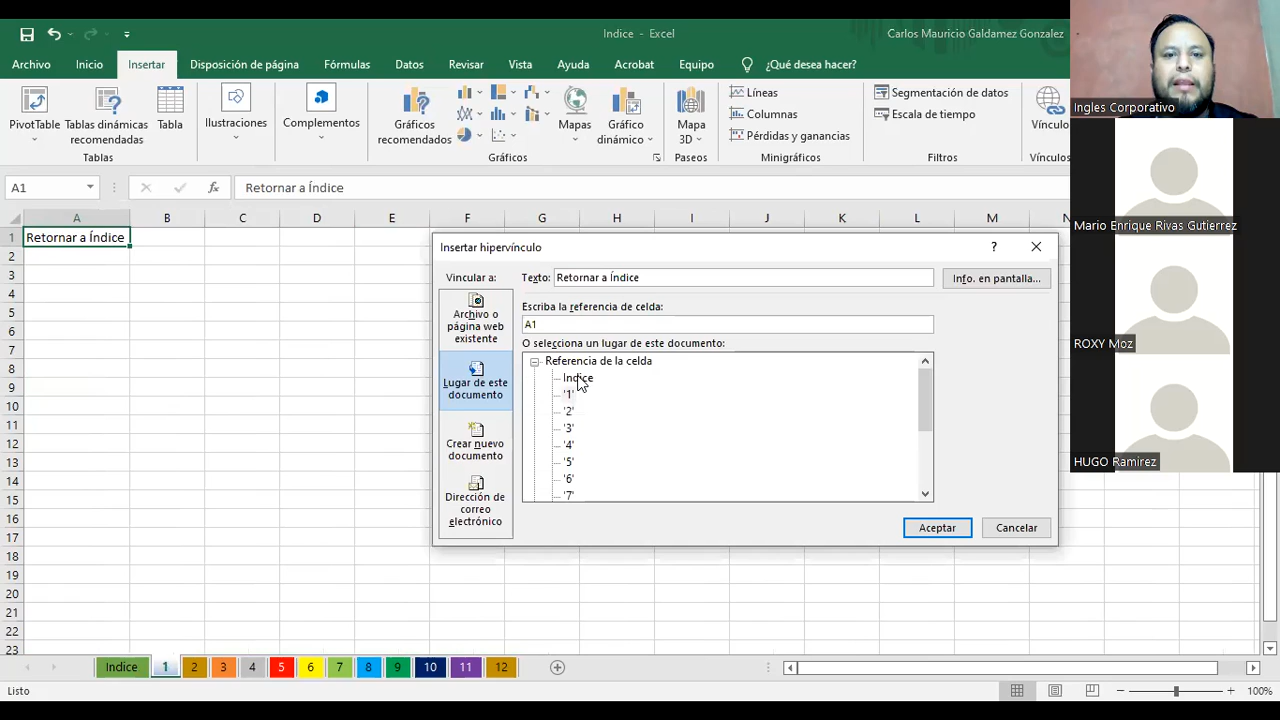 Indice - Excel
Carlos Mauricio Galdamez Gonzalez
Archivo Inicio Insertar Disposición de página Fórmulas Datos Revisar Vista Ayuda Acrobat Equipo ¿Qué desea hacer?
PivotTable
Tablas dinámicas recomendadas
Tabla
Tablas
Ilustraciones
Complementos
Gráficos recomendados
Mapas
Gráfico dinámico
Gráficos
Mapa 3D
Paseos
Líneas
Columnas
Pérdidas y ganancias
Minigráficos
Segmentación de datos
Escala de tiempo
Filtros
Vínculo
Vínculos
A1
fx
Retornar a Índice
A B C D E F G H I J K L M N
1 Retornar a Índice
2
3
4
5
6
7
8
9
10
11
12
13
14
15
16
17
18
19
20
21
22
23
Insertar hipervínculo
?
Vincular a:
Texto: Retornar a Índice
Info. en pantalla...
Archivo o página web existente
Lugar de este documento
Crear nuevo documento
Dirección de correo electrónico
Escriba la referencia de celda:
A1
O selecciona un lugar de este documento:
Referencia de la celda
Indice
'1'
'2'
'3'
'4'
'5'
'6'
'7'
Aceptar Cancelar
Indice 1 2 3 4 5 6 7 8 9 10 11 12
Listo
100%
Ingles Corporativo
Mario Enrique Rivas Gutierrez
ROXY Moz
HUGO Ramirez